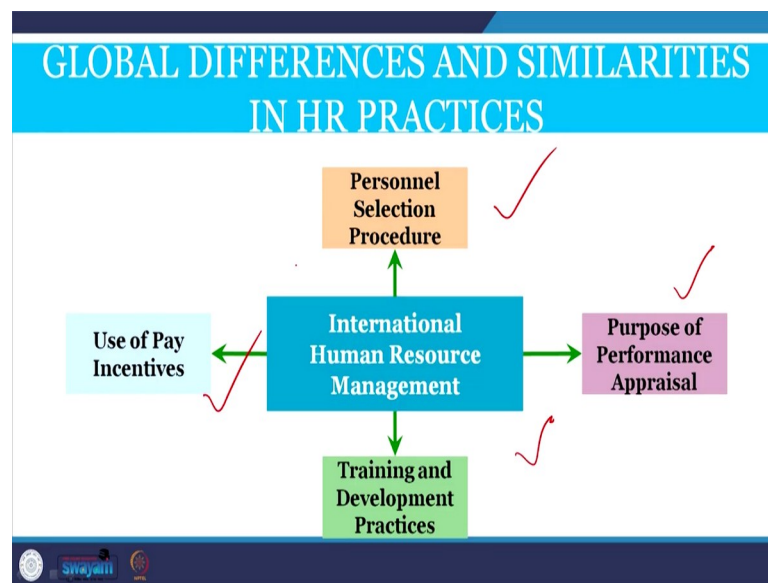 GLOBAL DIFFERENCES AND SIMILARITIES
IN HR PRACTICES
Personnel
Selection
Procedure
Use of Pay
Incentives
International
Human Resource
Management
Purpose of
Performance
Appraisal
Training and
Development
Practices
swayam